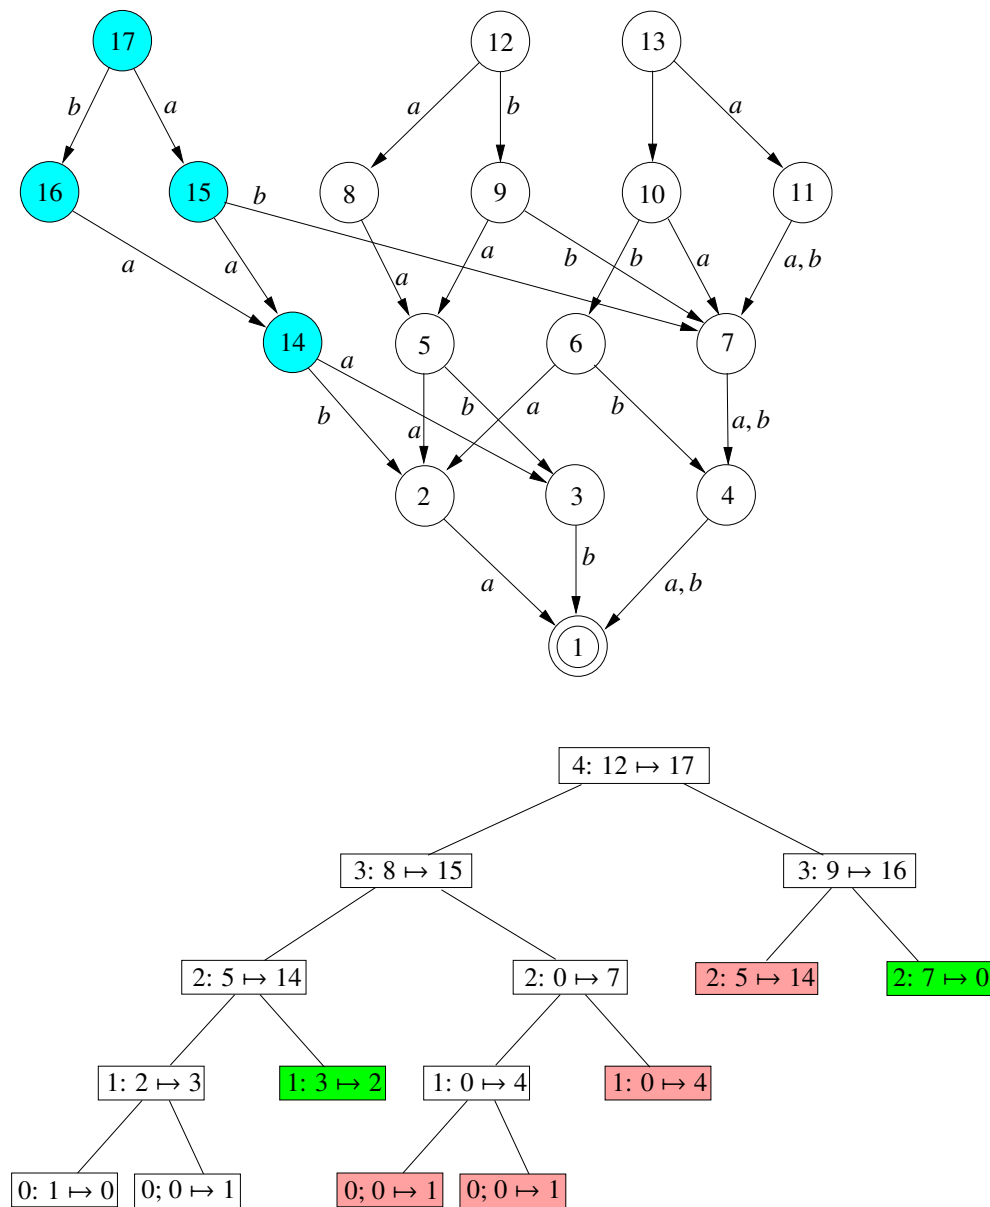 17 12 13
b a a b a
16 15 8 9 10 11
b
a a a a b b a a, b
14 5 6 7
a
b a b a b a, b
2 3 4
a b a, b
1
4: 12 ↦ 17
3: 8 ↦ 15 3: 9 ↦ 16
2: 5 ↦ 14 2: 0 ↦ 7 2: 5 ↦ 14 2: 7 ↦ 0
1: 2 ↦ 3 1: 3 ↦ 2 1: 0 ↦ 4 1: 0 ↦ 4
0: 1 ↦ 0 0; 0 ↦ 1 0; 0 ↦ 1 0; 0 ↦ 1